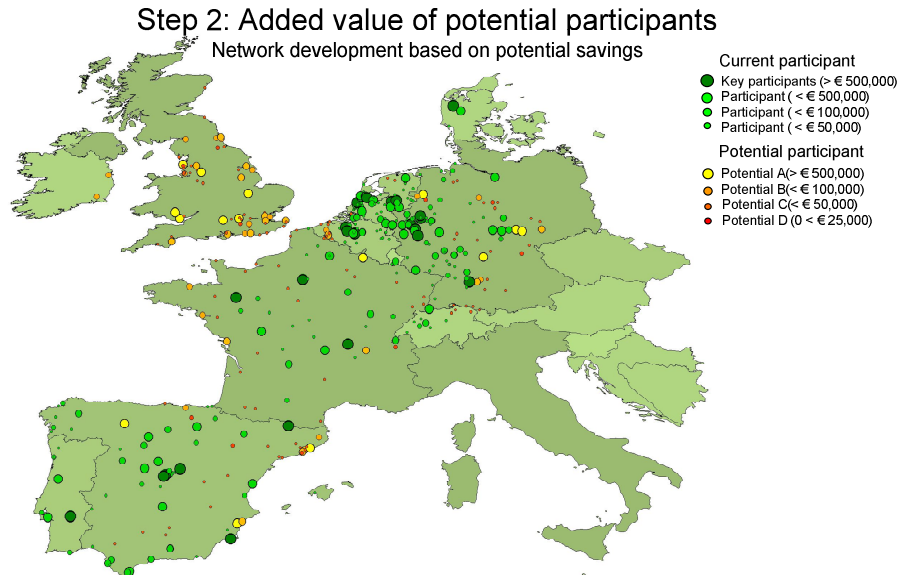 Step 2: Added value of potential participants
Network development based on potential savings
Current participant
Key participants (> € 500,000)
Participant ( < € 500,000)
Participant ( < € 100,000)
Participant ( < € 50,000)
Potential participant
Potential A(> € 500,000)
Potential B(< € 100,000)
Potential C(< € 50,000)
Potential D (0 < € 25,000)